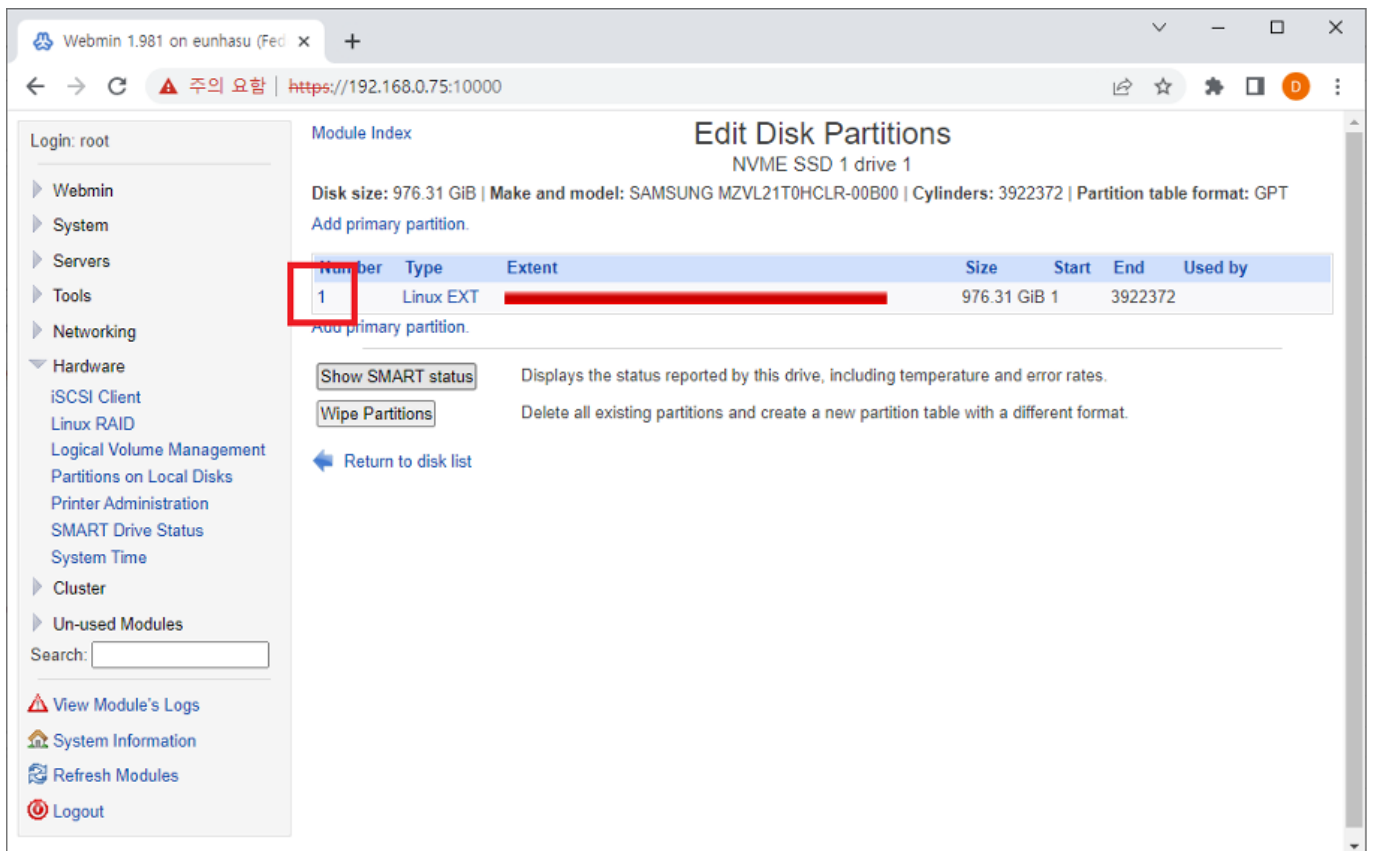 Webmin 1.981 on eunhasu (Fed
주의 요함 | https://192.168.0.75:10000
D
Login: root
Webmin
System
Servers
Tools
Networking
Hardware
iSCSI Client
Linux RAID
Logical Volume Management
Partitions on Local Disks
Printer Administration
SMART Drive Status
System Time
Cluster
Un-used Modules
Search:
View Module's Logs
System Information
Refresh Modules
Logout
Module Index
Edit Disk Partitions
NVME SSD 1 drive 1
Disk size: 976.31 GiB | Make and model: SAMSUNG MZVL21T0HCLR-00B00 | Cylinders: 3922372 | Partition table format: GPT
Add primary partition.
Number Type Extent Size Start End Used by
1 Linux EXT 976.31 GiB 1 3922372
Add primary partition.
Show SMART status Displays the status reported by this drive, including temperature and error rates.
Wipe Partitions Delete all existing partitions and create a new partition table with a different format.
Return to disk list